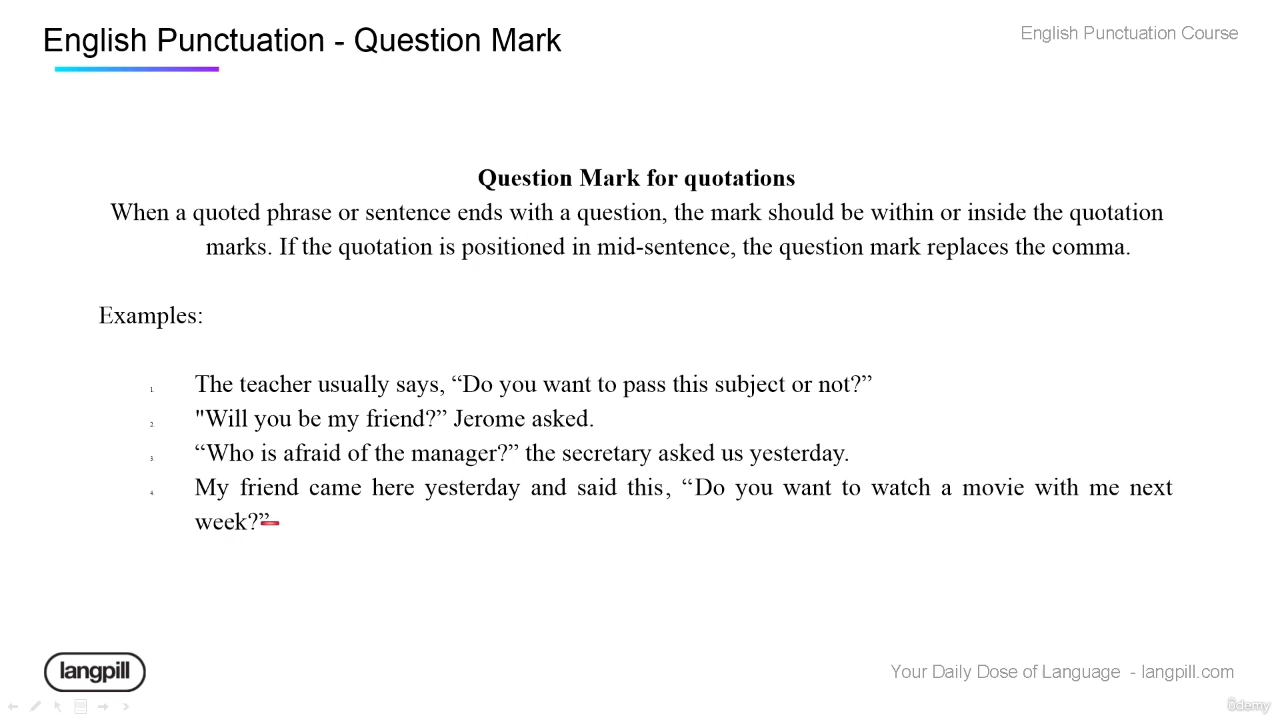 English Punctuation - Question Mark
English Punctuation Course
Question Mark for quotations
When a quoted phrase or sentence ends with a question, the mark should be within or inside the quotation
marks. If the quotation is positioned in mid-sentence, the question mark replaces the comma.
Examples:
1. The teacher usually says, “Do you want to pass this subject or not?”
2. "Will you be my friend?” Jerome asked.
3. “Who is afraid of the manager?” the secretary asked us yesterday.
4. My friend came here yesterday and said this, “Do you want to watch a movie with me next
week?”
langpill
Your Daily Dose of Language - langpill.com
ûdemy